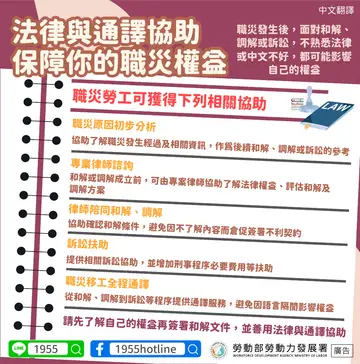 中文翻譯
法律與通譯協助
保障你的職災權益
職災發生後，面對和解、
調解或訴訟，不熟悉法律
或中文不好，都可能影響
自己的權益
LAW
職災勞工可獲得下列相關協助
職災原因初步分析
協助了解職災發生經過及相關資訊，作為後續和解、調解或訴訟的參考
專業律師諮詢
和解或調解成立前，可由專業律師協助了解法律權益、評估和解及
調解方案
律師陪同和解、調解
協助確認和解條件，避免因不了解內容而倉促簽署不利契約
訴訟扶助
提供相關訴訟協助，並增加刑事程序必要費用等扶助
職災移工全程通譯
從和解、調解到訴訟等程序提供通譯服務，避免因語言隔閡影響權益
請先了解自己的權益再簽署和解文件，並善用法律與通譯協助
LINE 1955
1955hotline
勞動部勞動力發展署
WORKFORCE DEVELOPMENT AGENCY, MINISTRY OF LABOR
廣告